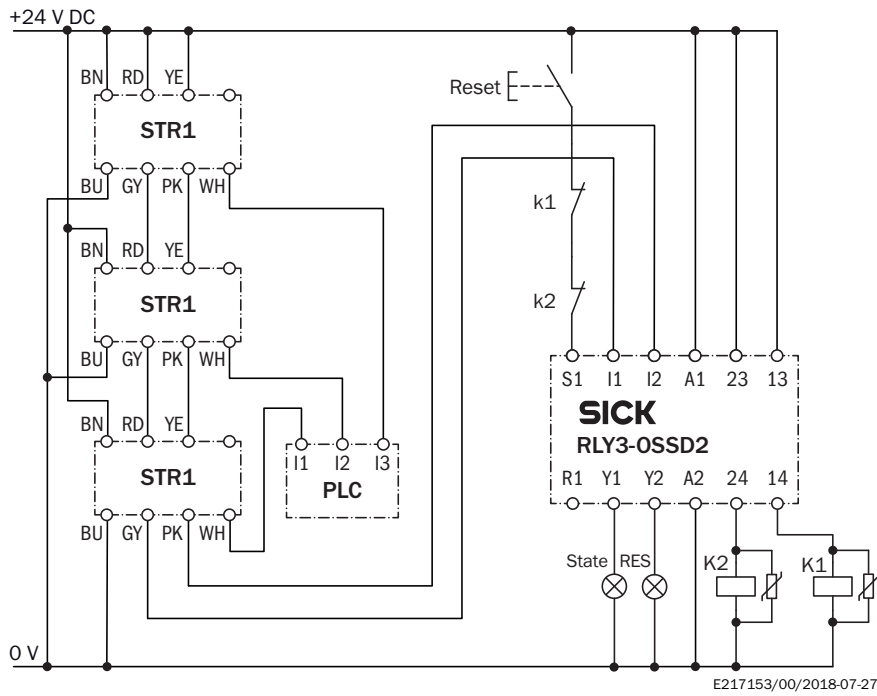 +24 V DC
BN RD YE
STR1
BU GY PK WH
BN RD YE
STR1
BU GY PK WH
BN RD YE
STR1
BU GY PK WH
I1 I2 I3
PLC
Reset
k1
k2
S1 I1 I2 A1 23 13
SICK
RLY3-OSSD2
R1 Y1 Y2 A2 24 14
State RES K2 K1
0 V
E217153/00/2018-07-27